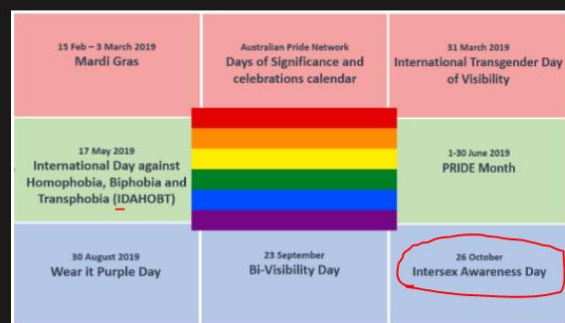 15 Feb – 3 March 2019
Mardi Gras
Australian Pride Network
Days of Significance and
celebrations calendar
31 March 2019
International Transgender Day
of Visibility
17 May 2019
International Day against
Homophobia, Biphobia and
Transphobia (IDAHOBT)
1-30 June 2019
PRIDE Month
30 August 2019
Wear it Purple Day
23 September
Bi-Visibility Day
26 October
Intersex Awareness Day